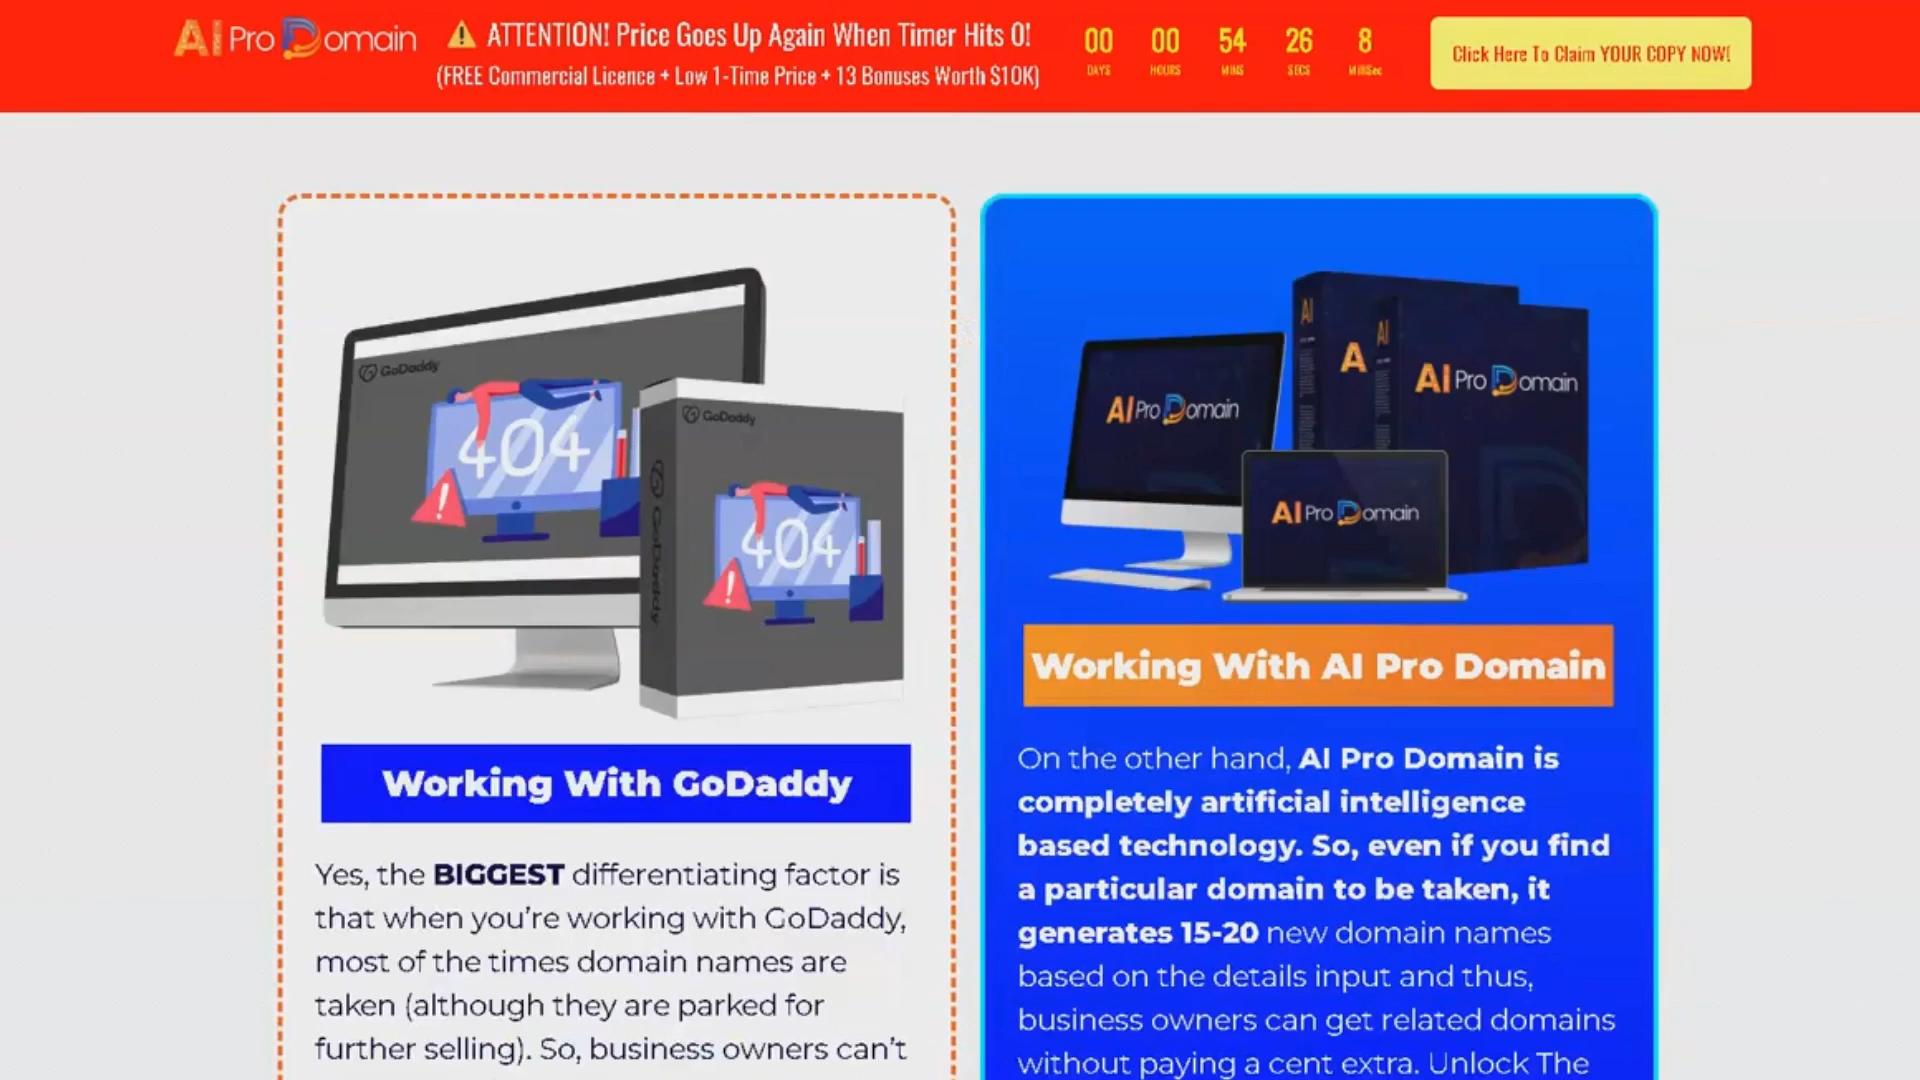 AI Pro Domain
ATTENTION! Price Goes Up Again When Timer Hits 0!
(FREE Commercial Licence + Low 1-Time Price + 13 Bonuses Worth $10K)
00 00 54 26 8
DAYS HOURS MINS SECS MillSec
Click Here To Claim YOUR COPY NOW!
GoDaddy
404
GoDaddy
GoDaddy
404
Working With GoDaddy
Yes, the BIGGEST differentiating factor is
that when you're working with GoDaddy,
most of the times domain names are
taken (although they are parked for
further selling). So, business owners can't
AI
A
AI
AI Pro Domain
AI Pro Domain
AI Pro Domain
Working With AI Pro Domain
On the other hand, AI Pro Domain is
completely artificial intelligence
based technology. So, even if you find
a particular domain to be taken, it
generates 15-20 new domain names
based on the details input and thus,
business owners can get related domains
without paying a cent extra. Unlock The